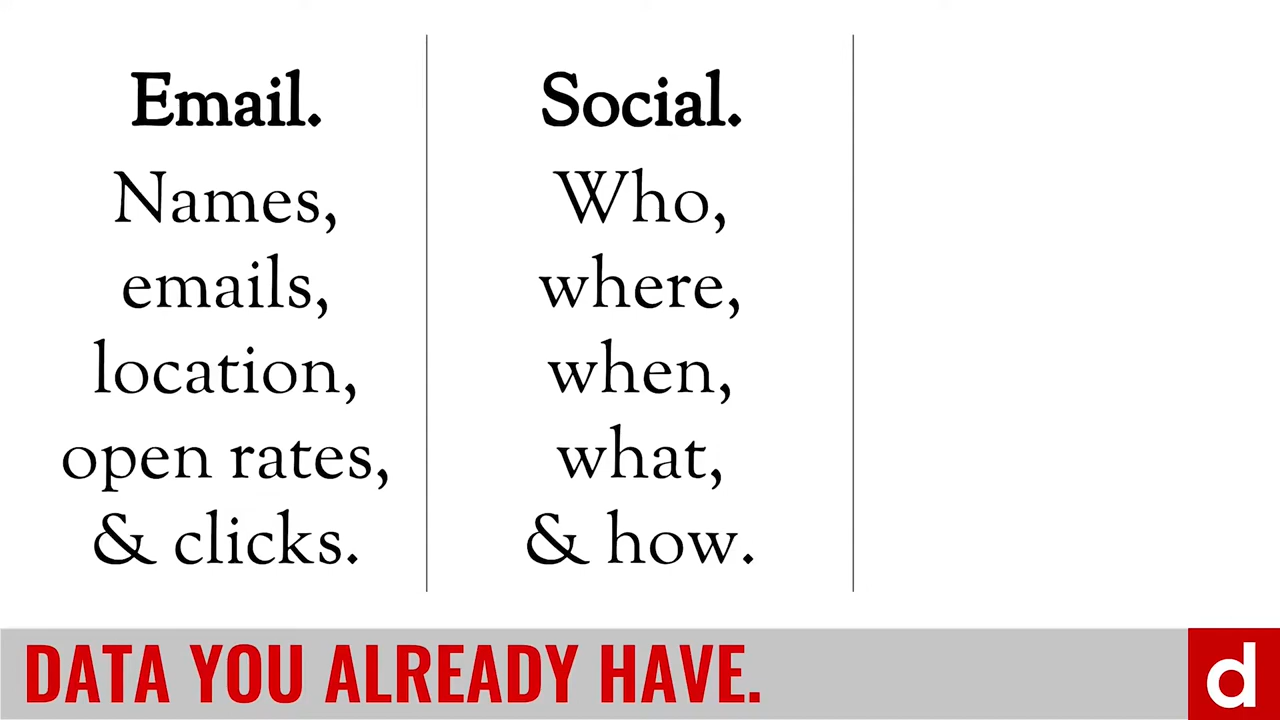 Email.
Names,
emails,
location,
open rates,
& clicks.
Social.
Who,
where,
when,
what,
& how.
DATA YOU ALREADY HAVE.
d